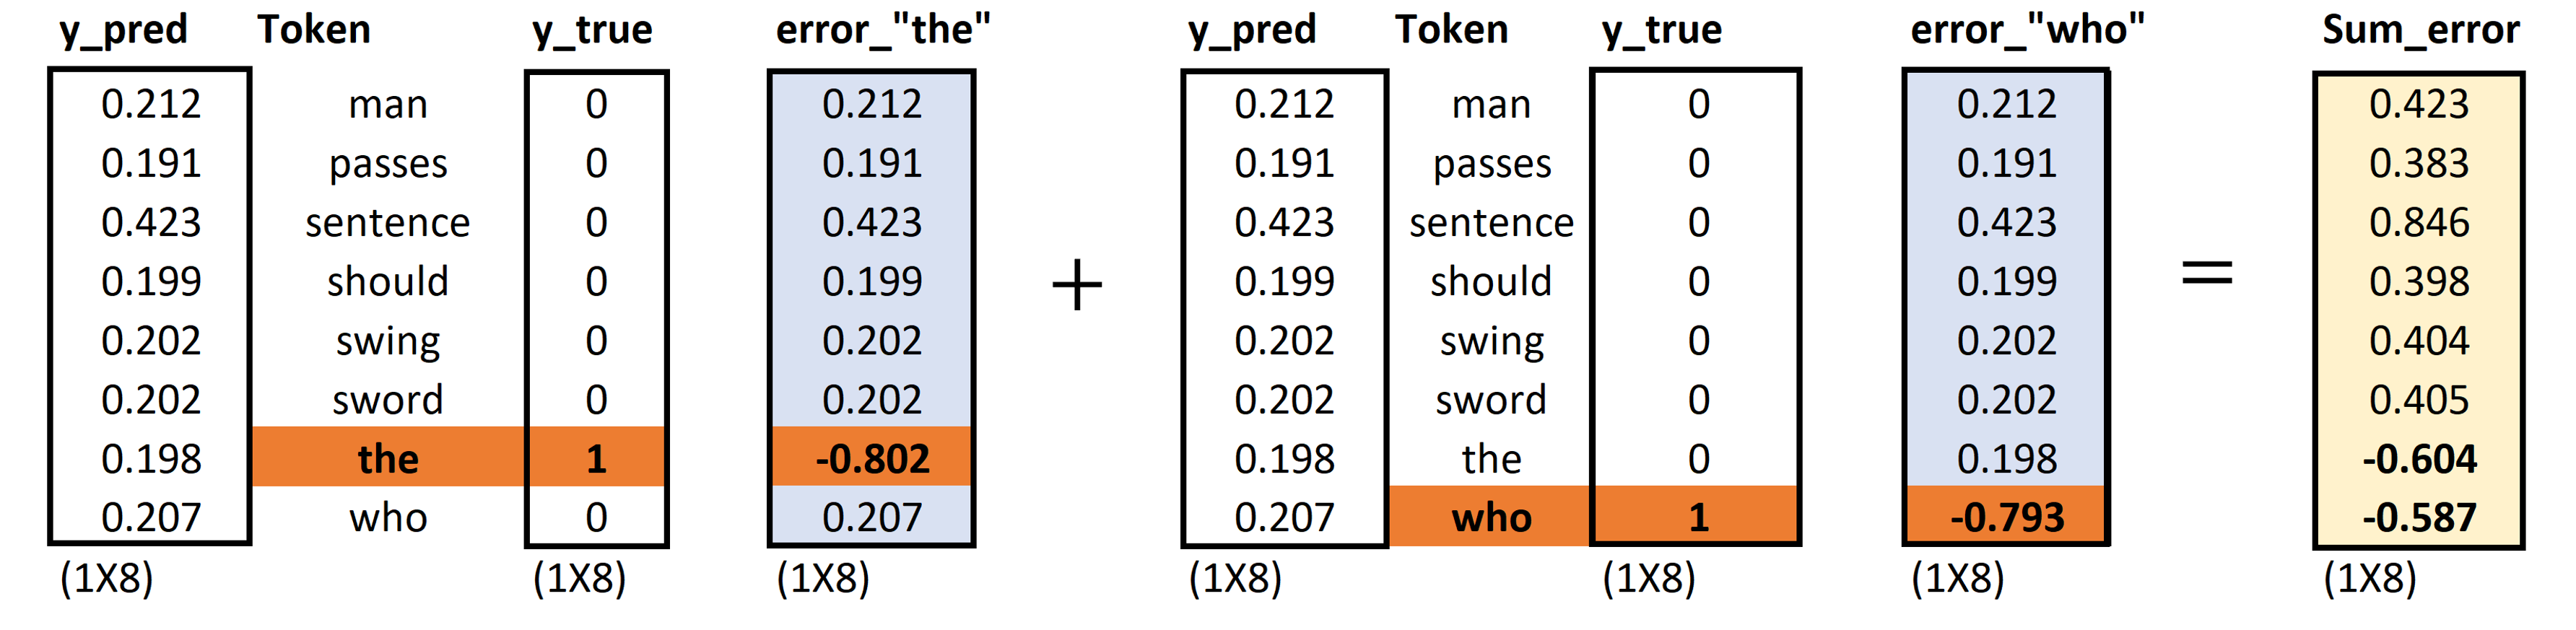 y_pred Token y_true error_"the" y_pred Token y_true error_"who" Sum_error
0.212 man 0 0.212 0.212 man 0 0.212 0.423
0.191 passes 0 0.191 0.191 passes 0 0.191 0.383
0.423 sentence 0 0.423 0.423 sentence 0 0.423 0.846
0.199 should 0 0.199 + 0.199 should 0 0.199 = 0.398
0.202 swing 0 0.202 0.202 swing 0 0.202 0.404
0.202 sword 0 0.202 0.202 sword 0 0.202 0.405
0.198 the 1 -0.802 0.198 the 0 0.198 -0.604
0.207 who 0 0.207 0.207 who 1 -0.793 -0.587
(1X8) (1X8) (1X8) (1X8) (1X8) (1X8) (1X8)